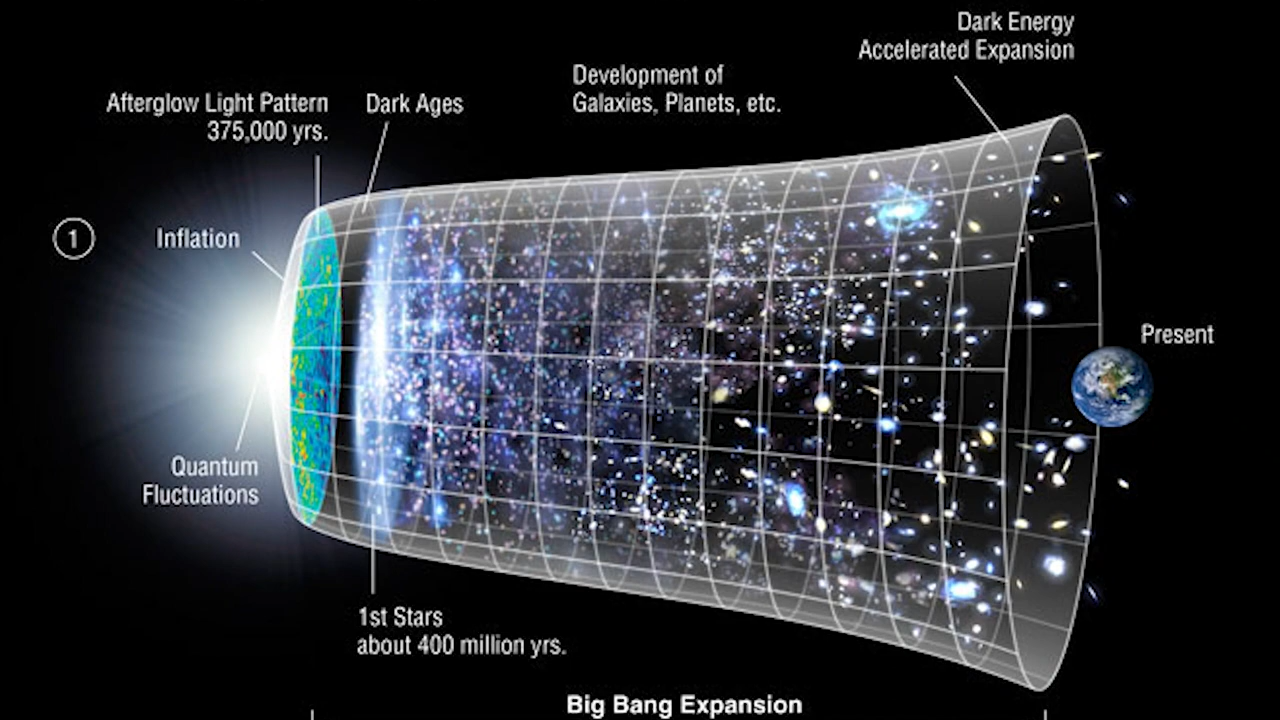 Dark Energy
Accelerated Expansion
Development of
Galaxies, Planets, etc.
Afterglow Light Pattern
375,000 yrs.
Dark Ages
1
Inflation
Present
Quantum
Fluctuations
1st Stars
about 400 million yrs.
Big Bang Expansion